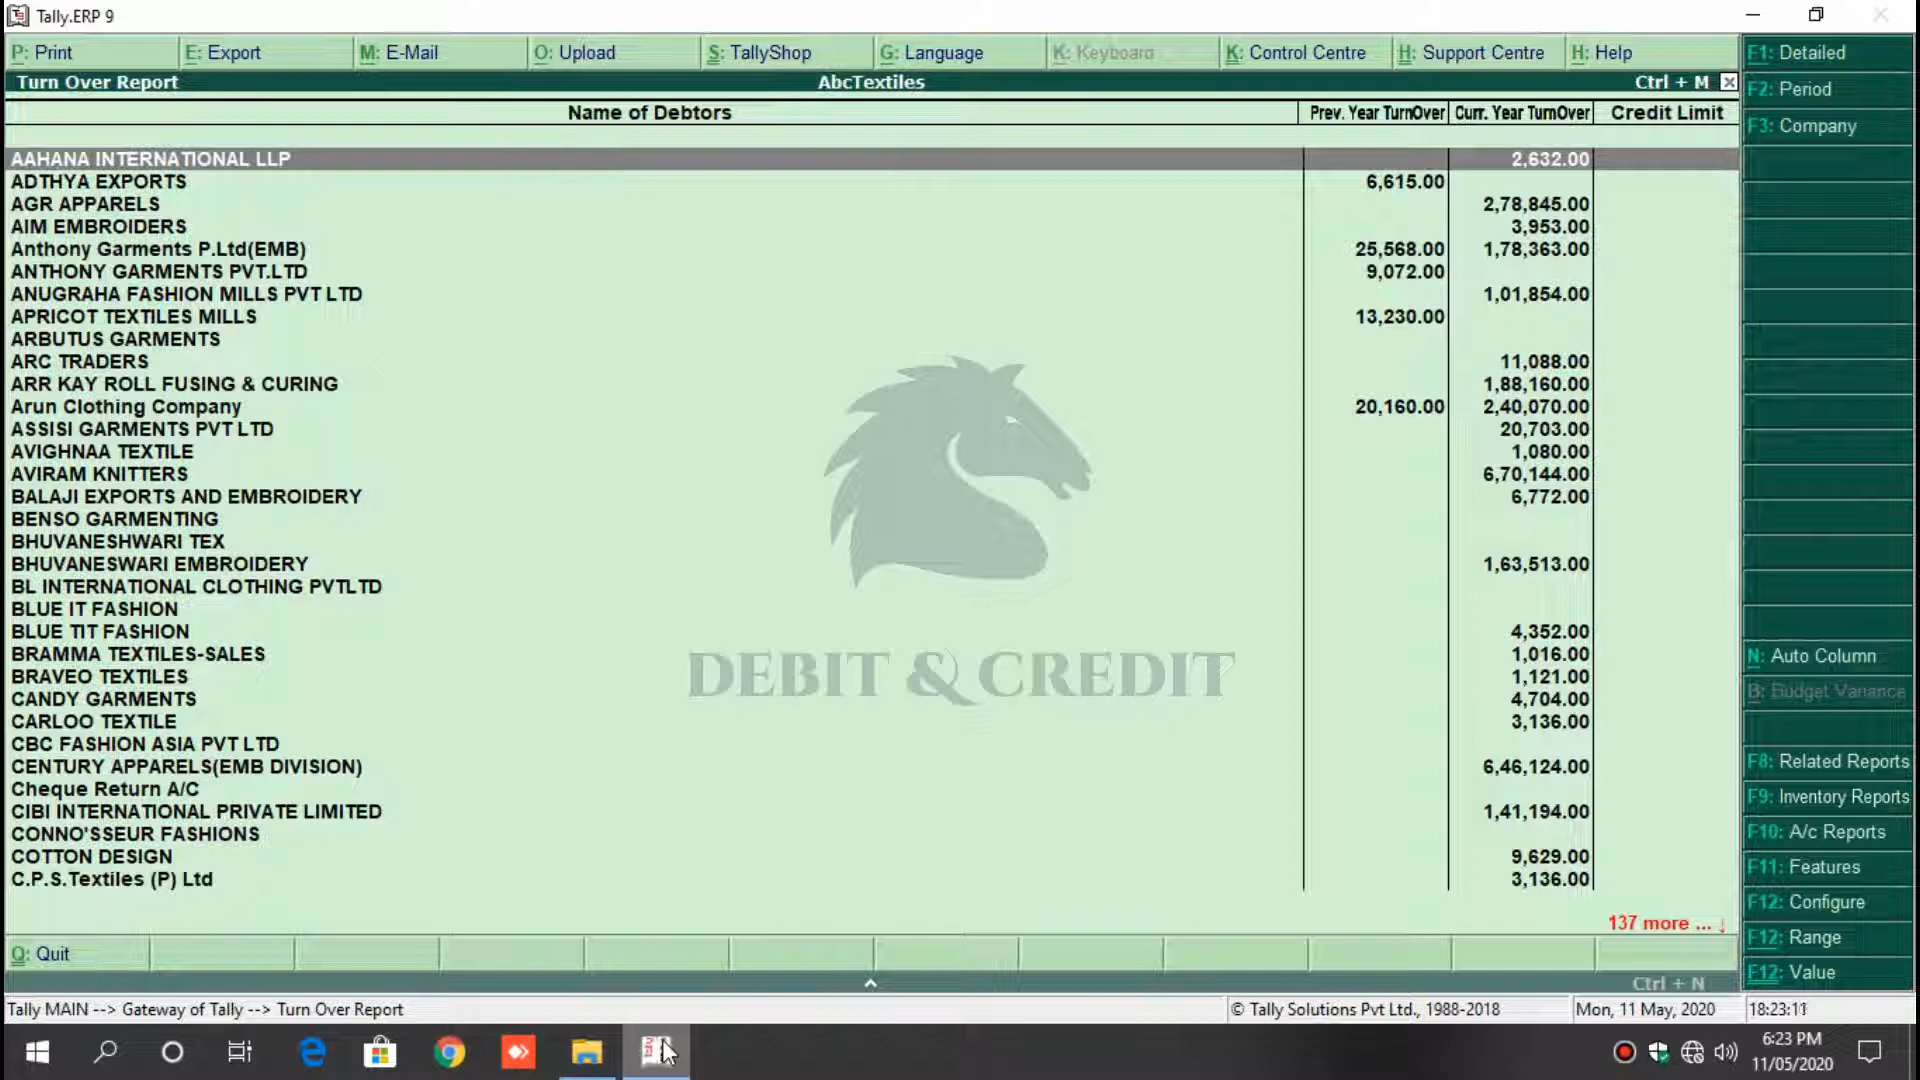 Tally.ERP 9
P: Print E: Export M: E-Mail O: Upload S: TallyShop G: Language K: Keyboard K: Control Centre H: Support Centre H: Help
Turn Over Report AbcTextiles Ctrl + M
Name of Debtors Prev. Year TurnOver Curr. Year TurnOver Credit Limit
AAHANA INTERNATIONAL LLP 2,632.00
ADTHYA EXPORTS 6,615.00
AGR APPARELS 2,78,845.00
AIM EMBROIDERS 3,953.00
Anthony Garments P.Ltd(EMB) 25,568.00 1,78,363.00
ANTHONY GARMENTS PVT.LTD 9,072.00
ANUGRAHA FASHION MILLS PVT LTD 1,01,854.00
APRICOT TEXTILES MILLS 13,230.00
ARBUTUS GARMENTS
ARC TRADERS 11,088.00
ARR KAY ROLL FUSING & CURING 1,88,160.00
Arun Clothing Company 20,160.00 2,40,070.00
ASSISI GARMENTS PVT LTD 20,703.00
AVIGHNAA TEXTILE 1,080.00
AVIRAM KNITTERS 6,70,144.00
BALAJI EXPORTS AND EMBROIDERY 6,772.00
BENSO GARMENTING
BHUVANESHWARI TEX
BHUVANESWARI EMBROIDERY 1,63,513.00
BL INTERNATIONAL CLOTHING PVTLTD
BLUE IT FASHION
BLUE TIT FASHION 4,352.00
BRAMMA TEXTILES-SALES 1,016.00
BRAVEO TEXTILES 1,121.00
CANDY GARMENTS 4,704.00
CARLOO TEXTILE 3,136.00
CBC FASHION ASIA PVT LTD
CENTURY APPARELS(EMB DIVISION) 6,46,124.00
Cheque Return A/C
CIBI INTERNATIONAL PRIVATE LIMITED 1,41,194.00
CONNO'SSEUR FASHIONS
COTTON DESIGN 9,629.00
C.P.S.Textiles (P) Ltd 3,136.00
137 more ... ↓
DEBIT & CREDIT
F1: Detailed
F2: Period
F3: Company
N: Auto Column
B: Budget Variance
F8: Related Reports
F9: Inventory Reports
F10: A/c Reports
F11: Features
F12: Configure
F12: Range
F12: Value
Q: Quit
Ctrl + N
Tally MAIN --> Gateway of Tally --> Turn Over Report © Tally Solutions Pvt Ltd., 1988-2018 Mon, 11 May, 2020 18:23:11
6:23 PM
11/05/2020